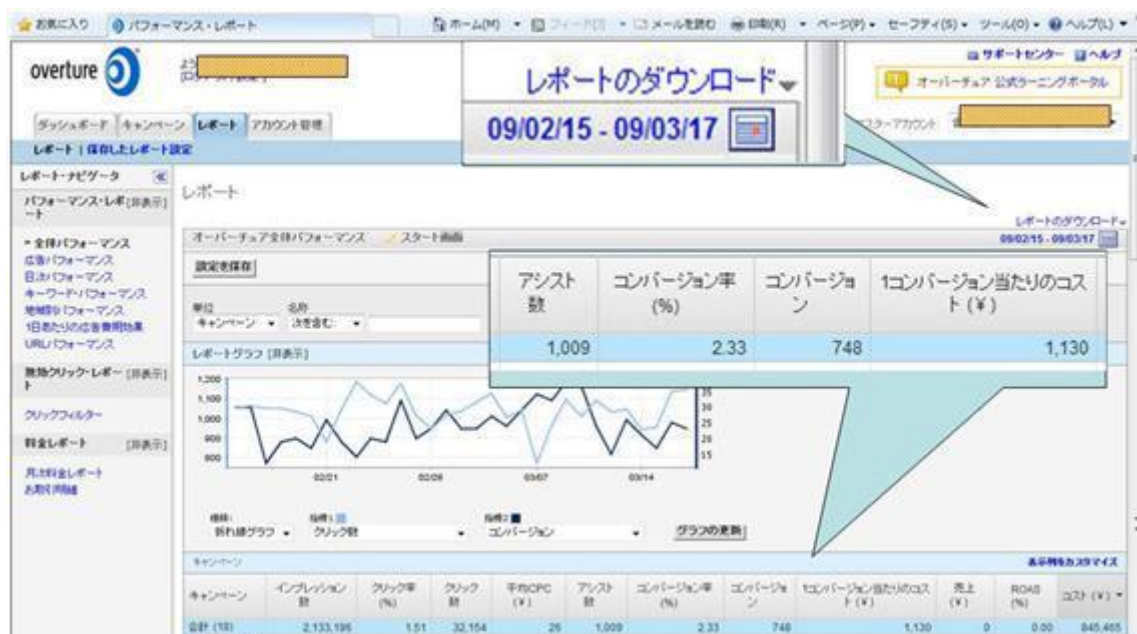 お気に入り
パフォーマンス・レポート
ホーム(M)
メールを読む
印刷(R)
ページ(P)
セーフティ(S)
ツール(O)
ヘルプ(L)
overture
サポートセンター
ヘルプ
オーバーチュア 公式ラーニングポータル
レポートのダウンロード
09/02/15 - 09/03/17
ダッシュボード
キャンペーン
レポート
アカウント管理
レポート | 保存したレポート設定
レポート・ナビゲータ
パフォーマンス・レポート
[非表示]
全体パフォーマンス
広告パフォーマンス
日次パフォーマンス
キーワード・パフォーマンス
地域別パフォーマンス
1日あたりの広告費用効果
URLパフォーマンス
無効クリック・レポート
[非表示]
クリックフィルター
料金レポート
[非表示]
月次料金レポート
お取引明細
レポート
レポートのダウンロード
09/02/15 - 09/03/17
オーバーチュア全体パフォーマンス
スタート画面
設定を保存
単位
名称
キャンペーン
次を含む:
アシスト数
コンバージョン率(%)
コンバージョン
1コンバージョン当たりのコスト(¥)
1,009
2.33
748
1,130
レポートグラフ [非表示]
1,200
1,100
1,000
900
800
35
30
25
20
15
02/21
02/28
03/07
03/14
種類:
指標1
指標2
折れ線グラフ
クリック数
コンバージョン
グラフの更新
キャンペーン
表示列をカスタマイズ
キャンペーン
インプレッション数
クリック率(%)
クリック数
平均CPC(¥)
アシスト数
コンバージョン率(%)
コンバージョン
1コンバージョン当たりのコスト(¥)
売上(¥)
ROAS(%)
コスト(¥)
合計 (18)
2,133,196
1.51
32,154
26
1,009
2.33
748
1,130
0
0.00
845,465